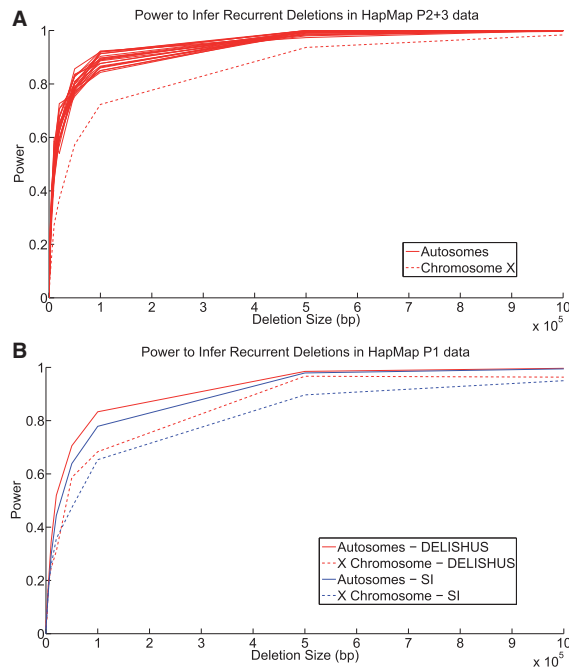 A
Power to Infer Recurrent Deletions in HapMap P2+3 data
1
0.8
0.6
0.4
0.2
0
Power
Autosomes
Chromosome X
0 1 2 3 4 5 6 7 8 9 10
Deletion Size (bp)
x 10^5
B
Power to Infer Recurrent Deletions in HapMap P1 data
1
0.8
0.6
0.4
0.2
0
Power
Autosomes − DELISHUS
X Chromosome − DELISHUS
Autosomes − SI
X Chromosome − SI
0 1 2 3 4 5 6 7 8 9 10
Deletion Size (bp)
x 10^5